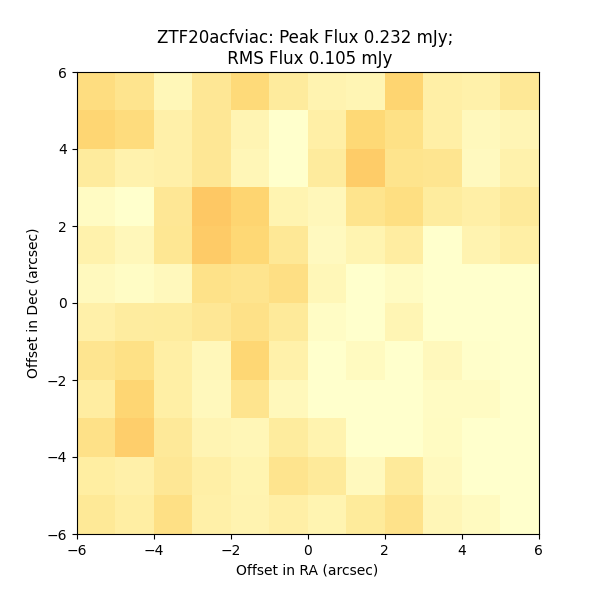 ZTF20acfviac: Peak Flux 0.232 mJy;
RMS Flux 0.105 mJy
6
4
2
0
−2
−4
−6
Offset in Dec (arcsec)
−6 −4 −2 0 2 4 6
Offset in RA (arcsec)